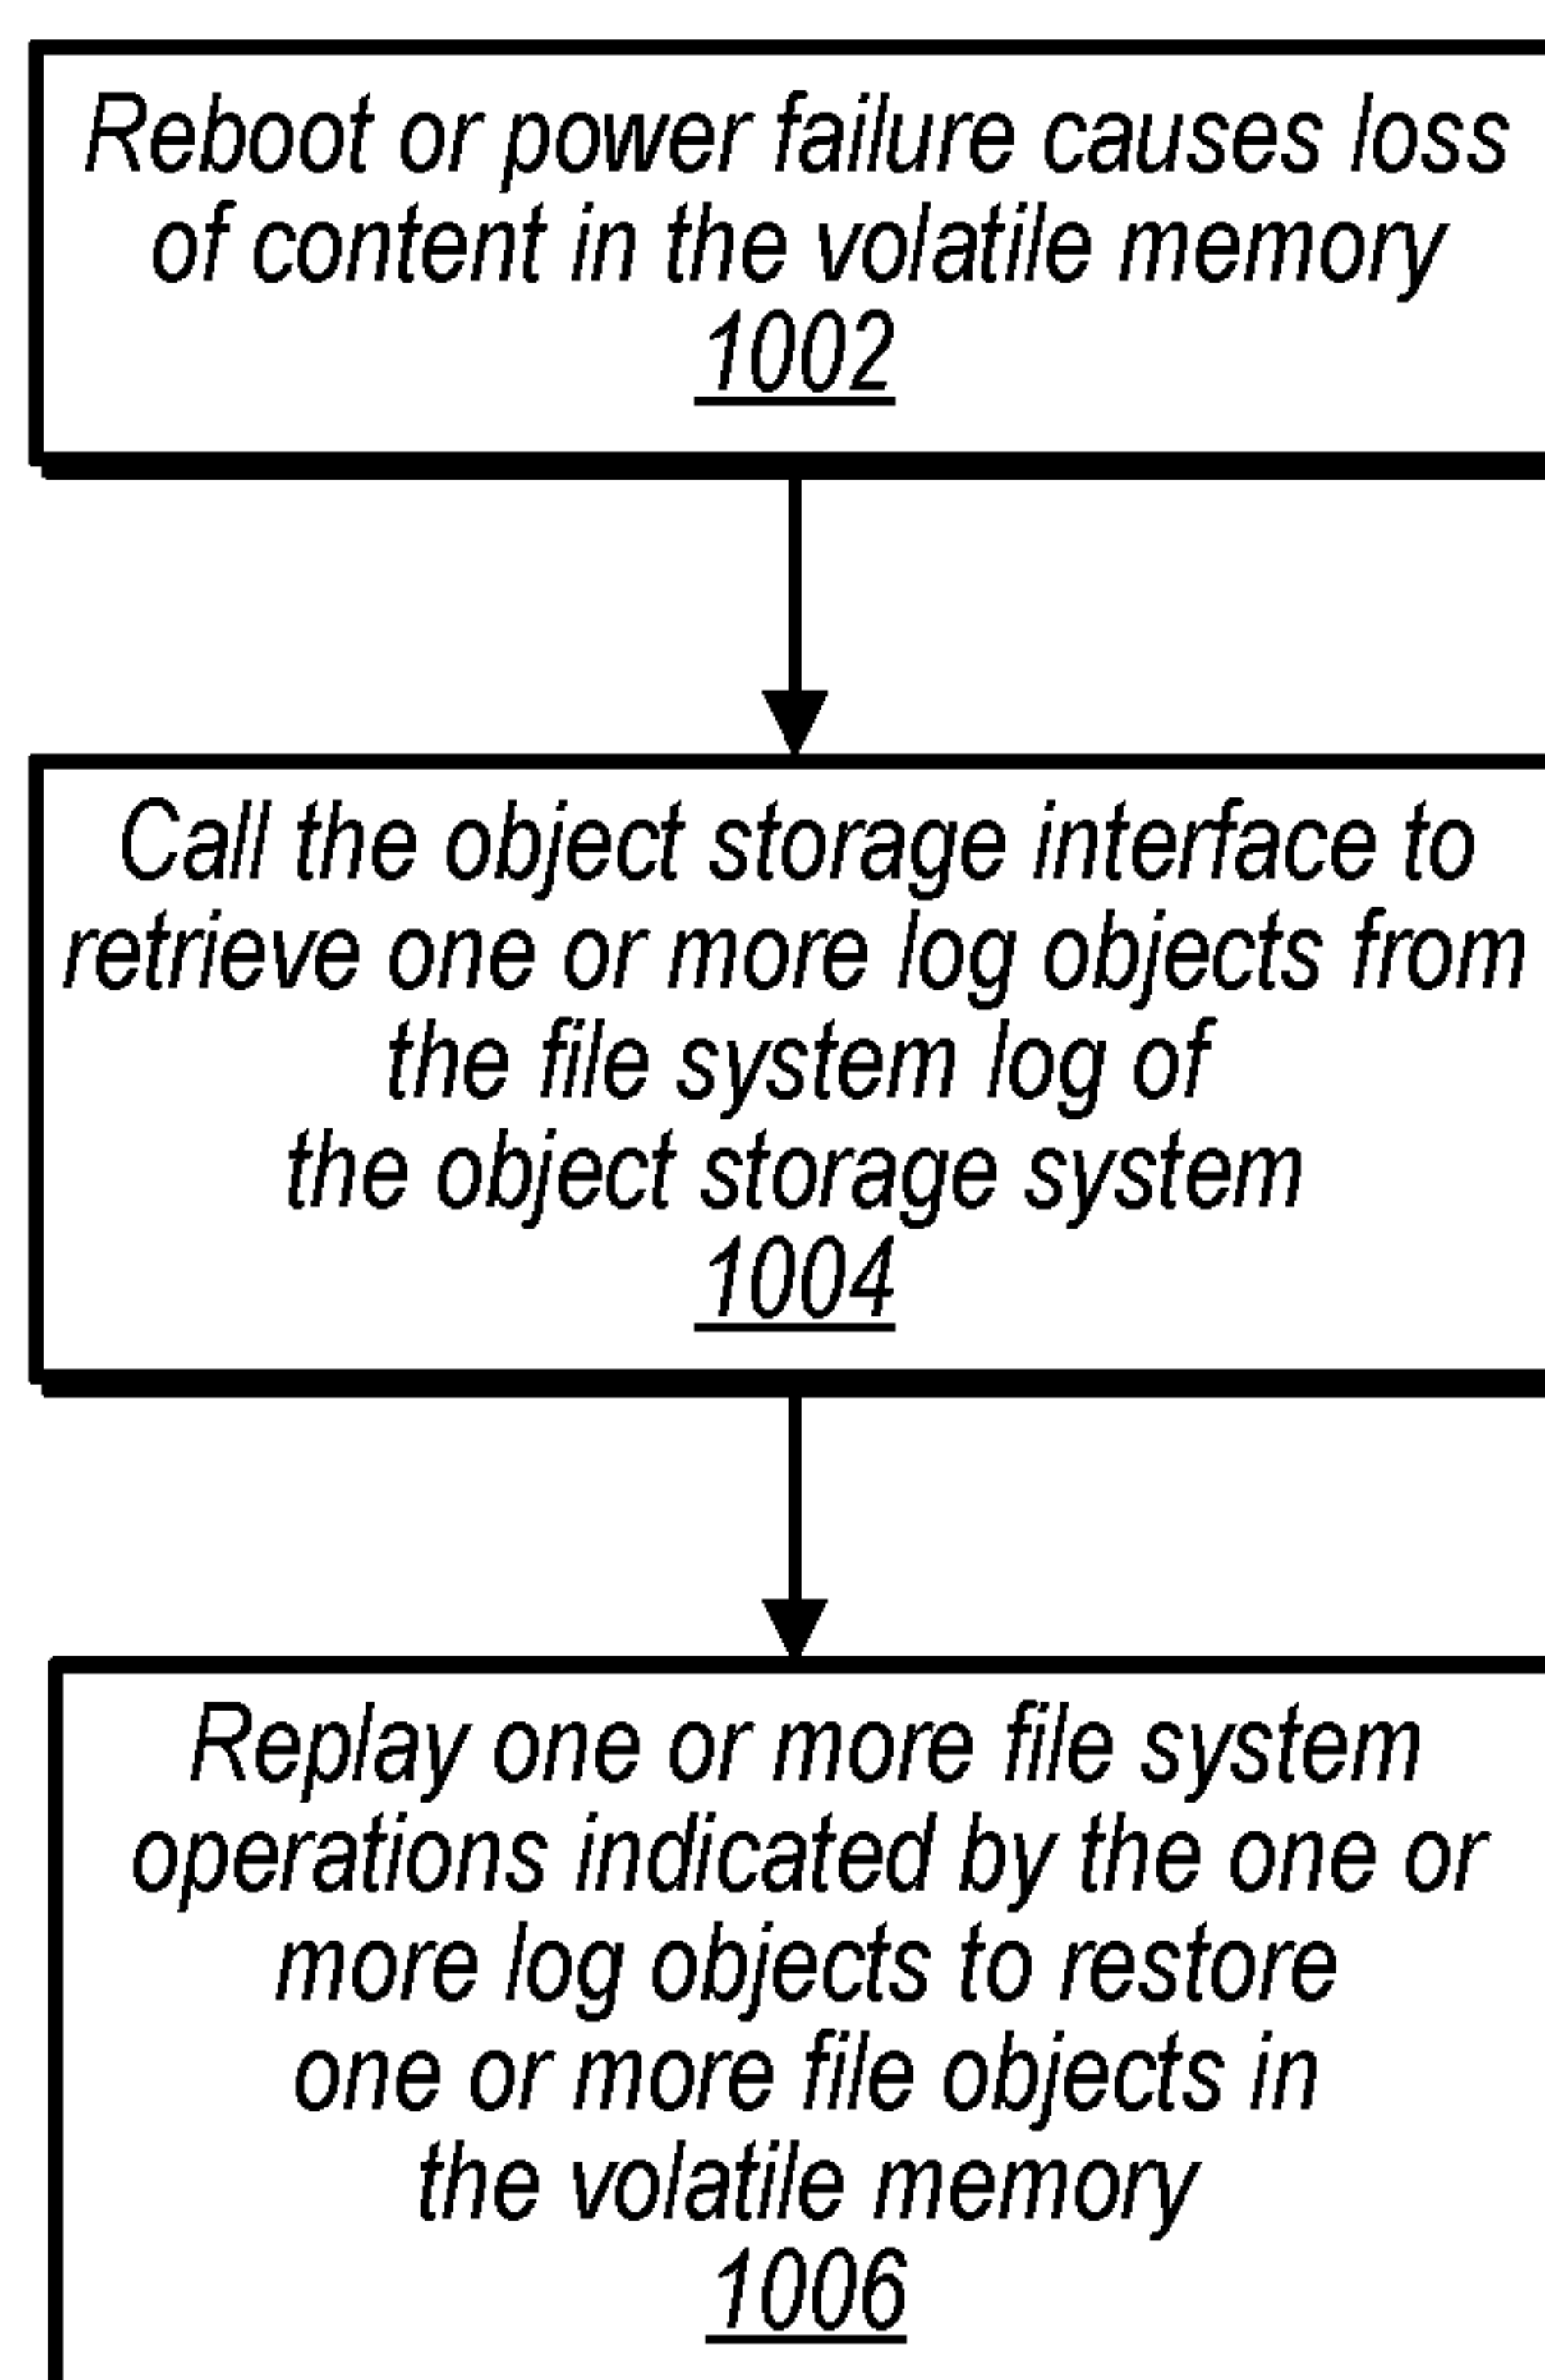 Reboot or power failure causes loss
of content in the volatile memory
1002
Call the object storage interface to
retrieve one or more log objects from
the file system log of
the object storage system
1004
Replay one or more file system
operations indicated by the one or
more log objects to restore
one or more file objects in
the volatile memory
1006